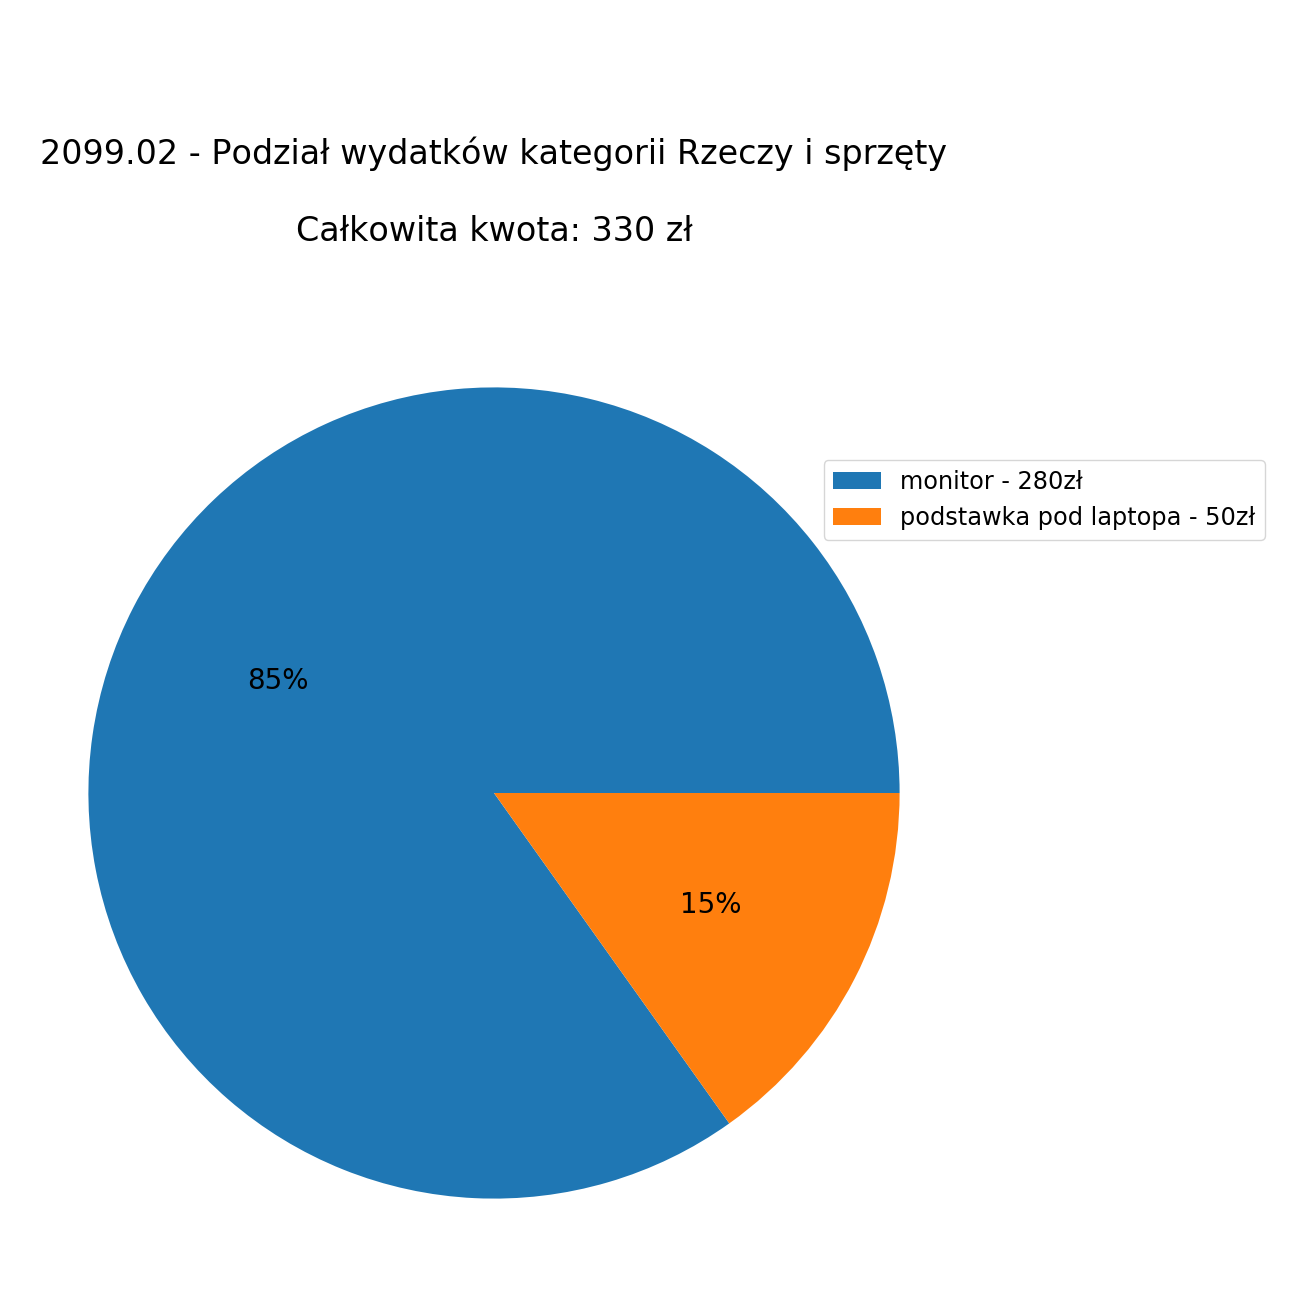 2099.02 - Podział wydatków kategorii Rzeczy i sprzęty
Całkowita kwota: 330 zł
monitor - 280zł
podstawka pod laptopa - 50zł
85%
15%